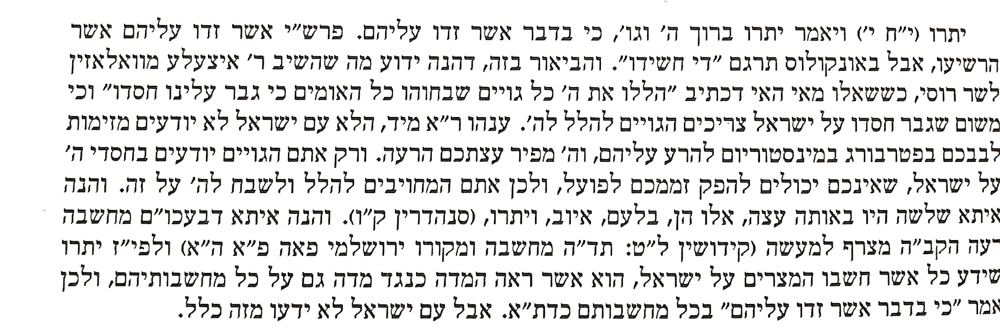 יתרו (י״ח י׳) ויאמר יתרו ברוך ה׳ וגו׳, כי בדבר אשר זדו עליהם. פרש״י אשר זדו עליהם אשר
הרשיעו, אבל באונקולוס תרגם ״די חשידו״. והביאור בזה, דהנה ידוע מה שהשיב ר׳ איצעלע מוואלאזין
לשר רוסי, כששאלו מאי האי דכתיב ״הללו את ה׳ כל גויים שבחוהו כל האומים כי גבר עלינו חסדו״ וכי
משום שגבר חסדו על ישראל צריכים הגויים להלל לה׳. ענהו ר״א מיד, הלא עם ישראל לא יודעים מזימות
לבבכם בפטרבורג במינסטוריום להרע עליהם, וה׳ מפיר עצתכם הרעה. ורק אתם הגויים יודעים בחסדי ה׳
על ישראל, שאינכם יכולים להפק זממכם לפועל, ולכן אתם המחויבים להלל ולשבח לה׳ על זה. והנה
איתא שלשה היו באותה עצה, אלו הן, בלעם, איוב, ויתרו, (סנהדרין ק״ו). והנה איתא דבעכו״ם מחשבה
רעה הקב״ה מצרף למעשה (קידושין ל״ט: תד״ה מחשבה ומקורו ירושלמי פאה פ״א ה״א) ולפי״ז יתרו
שידע כל אשר חשבו המצרים על ישראל, הוא אשר ראה המדה כנגד מדה גם על כל מחשבותיהם, ולכן
אמר ״כי בדבר אשר זדו עליהם״ בכל מחשבותם כדת״א. אבל עם ישראל לא ידעו מזה כלל.